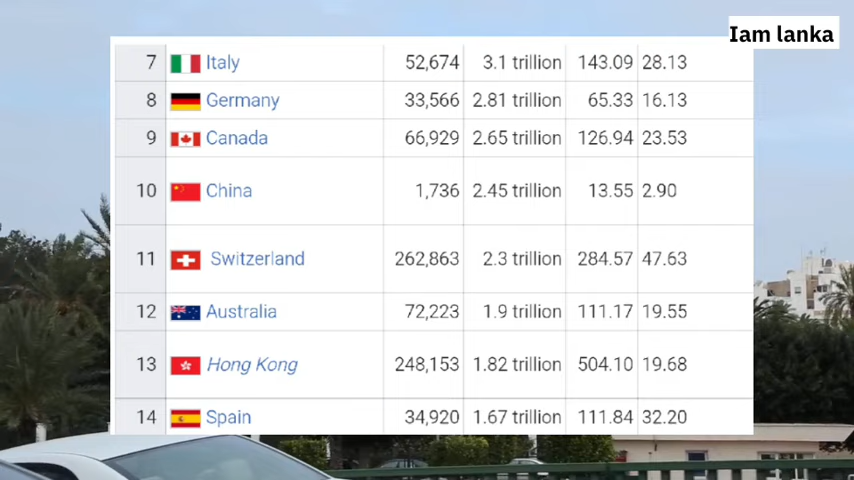 Iam lanka
7 Italy 52,674 3.1 trillion 143.09 28.13
8 Germany 33,566 2.81 trillion 65.33 16.13
9 Canada 66,929 2.65 trillion 126.94 23.53
10 China 1,736 2.45 trillion 13.55 2.90
11 Switzerland 262,863 2.3 trillion 284.57 47.63
12 Australia 72,223 1.9 trillion 111.17 19.55
13 Hong Kong 248,153 1.82 trillion 504.10 19.68
14 Spain 34,920 1.67 trillion 111.84 32.20